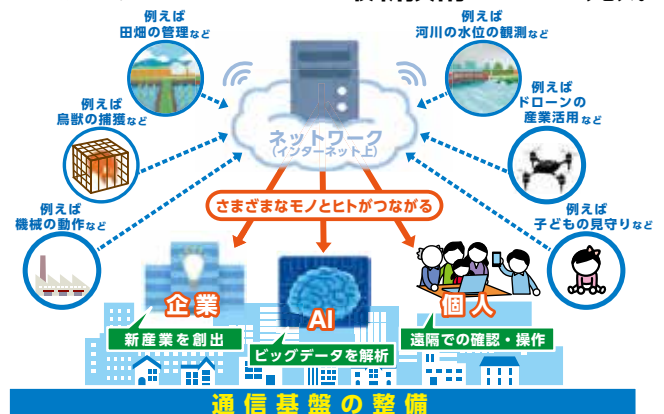 例えば
田畑の管理など
例えば
河川の水位の観測など
例えば
鳥獣の捕獲など
例えば
ドローンの
産業活用など
ネットワーク
(インターネット上)
例えば
機械の動作など
さまざまなモノとヒトがつながる
例えば
子どもの見守りなど
企業
新産業を創出
AI
ビッグデータを解析
個人
遠隔での確認・操作
通信基盤の整備